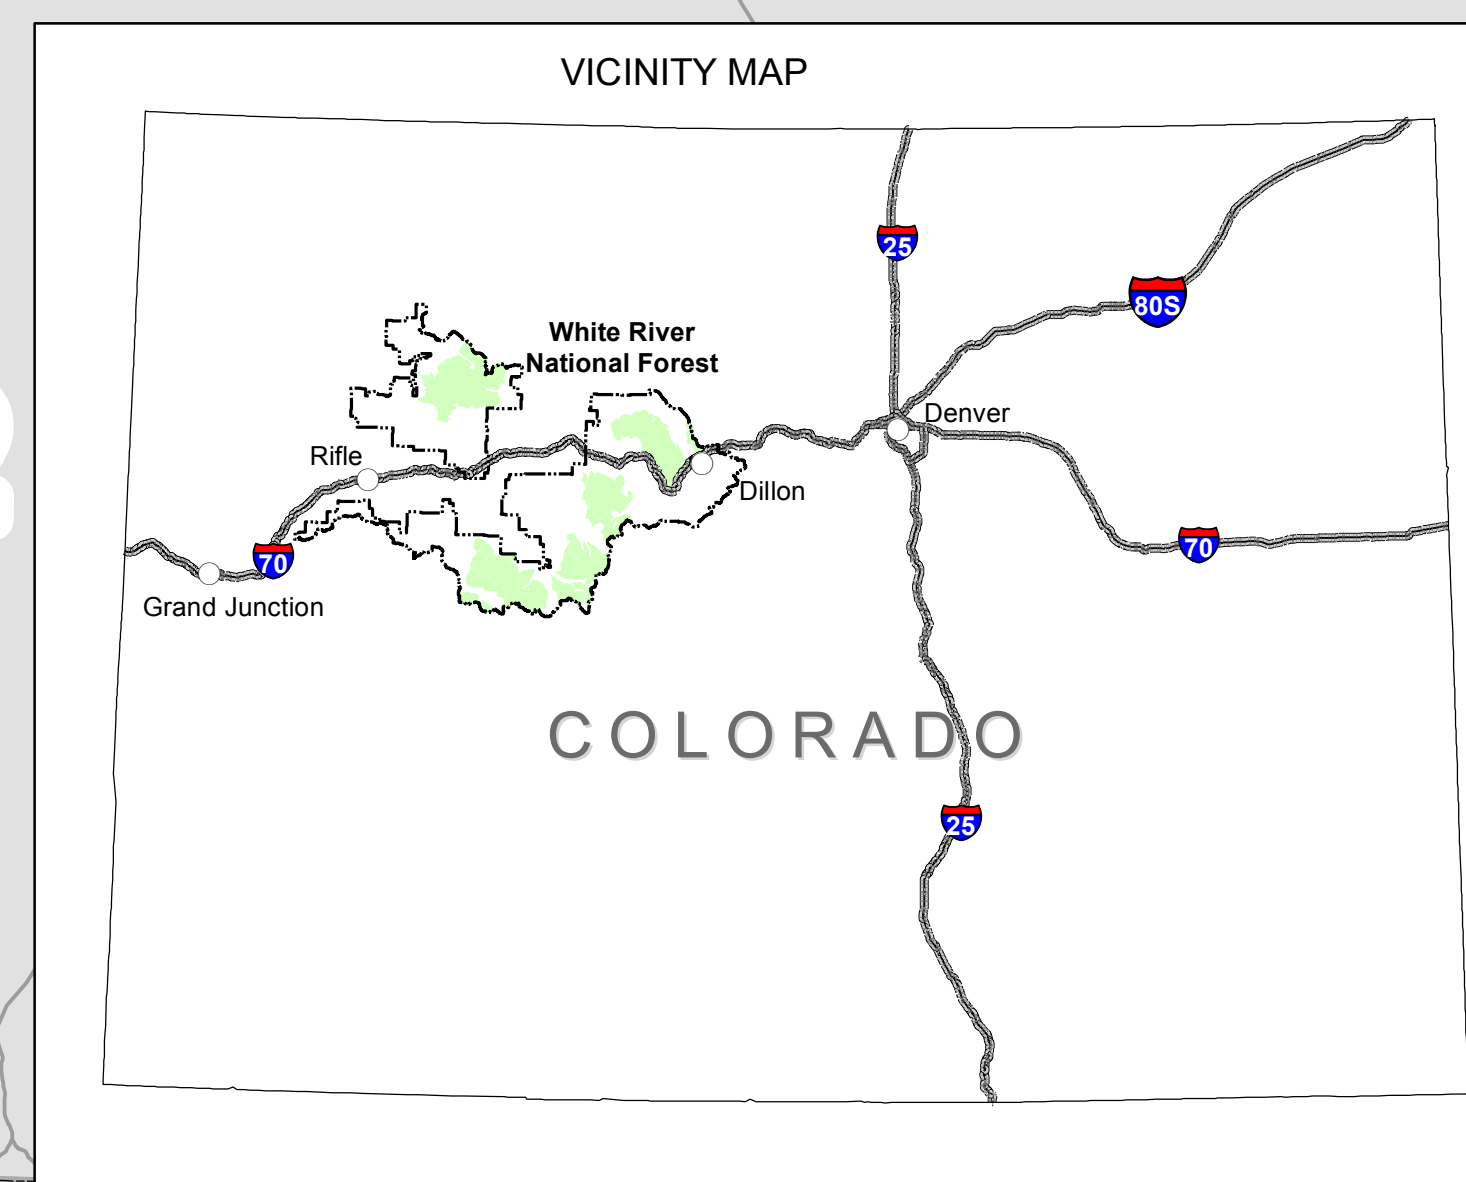 VICINITY MAP
25
80S
White River
National Forest
Denver
Rifle
Dillon
70
70
Grand Junction
COLORADO
25